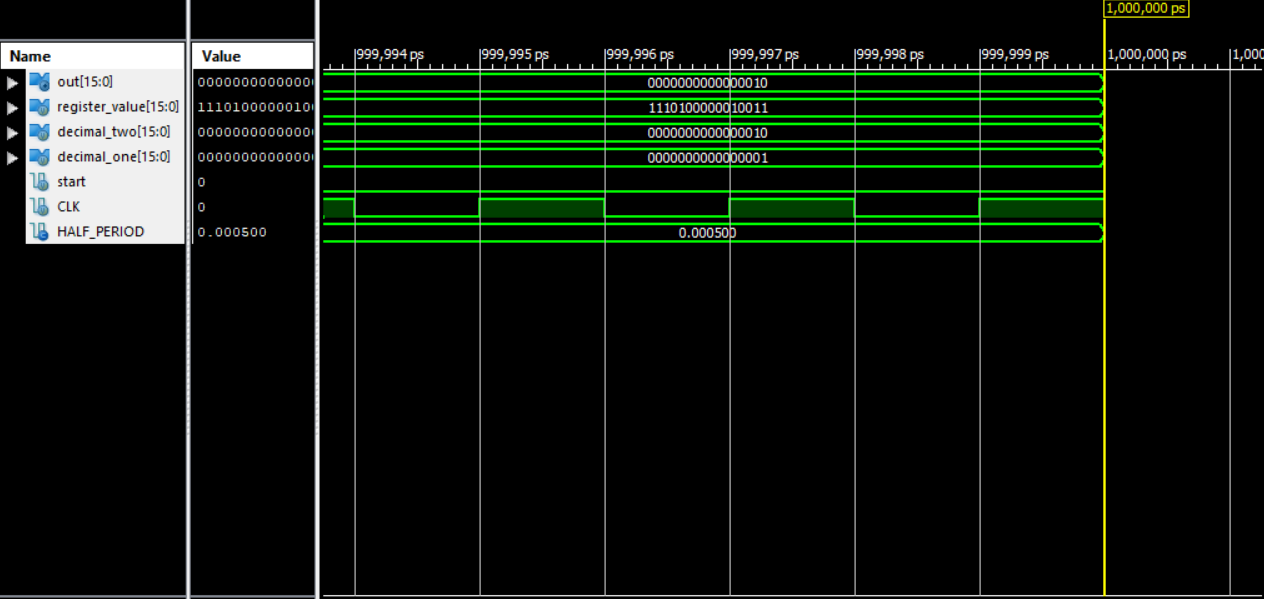 1,000,000 ps
Name Value 999,994 ps 999,995 ps 999,996 ps 999,997 ps 999,998 ps 999,999 ps 1,000,000 ps 1,000
out[15:0] 00000000000000 0000000000000010
register_value[15:0] 11101000000100 1110100000010011
decimal_two[15:0] 00000000000000 0000000000000010
decimal_one[15:0] 00000000000000 0000000000000001
start 0
CLK 0
HALF_PERIOD 0.000500 0.000500